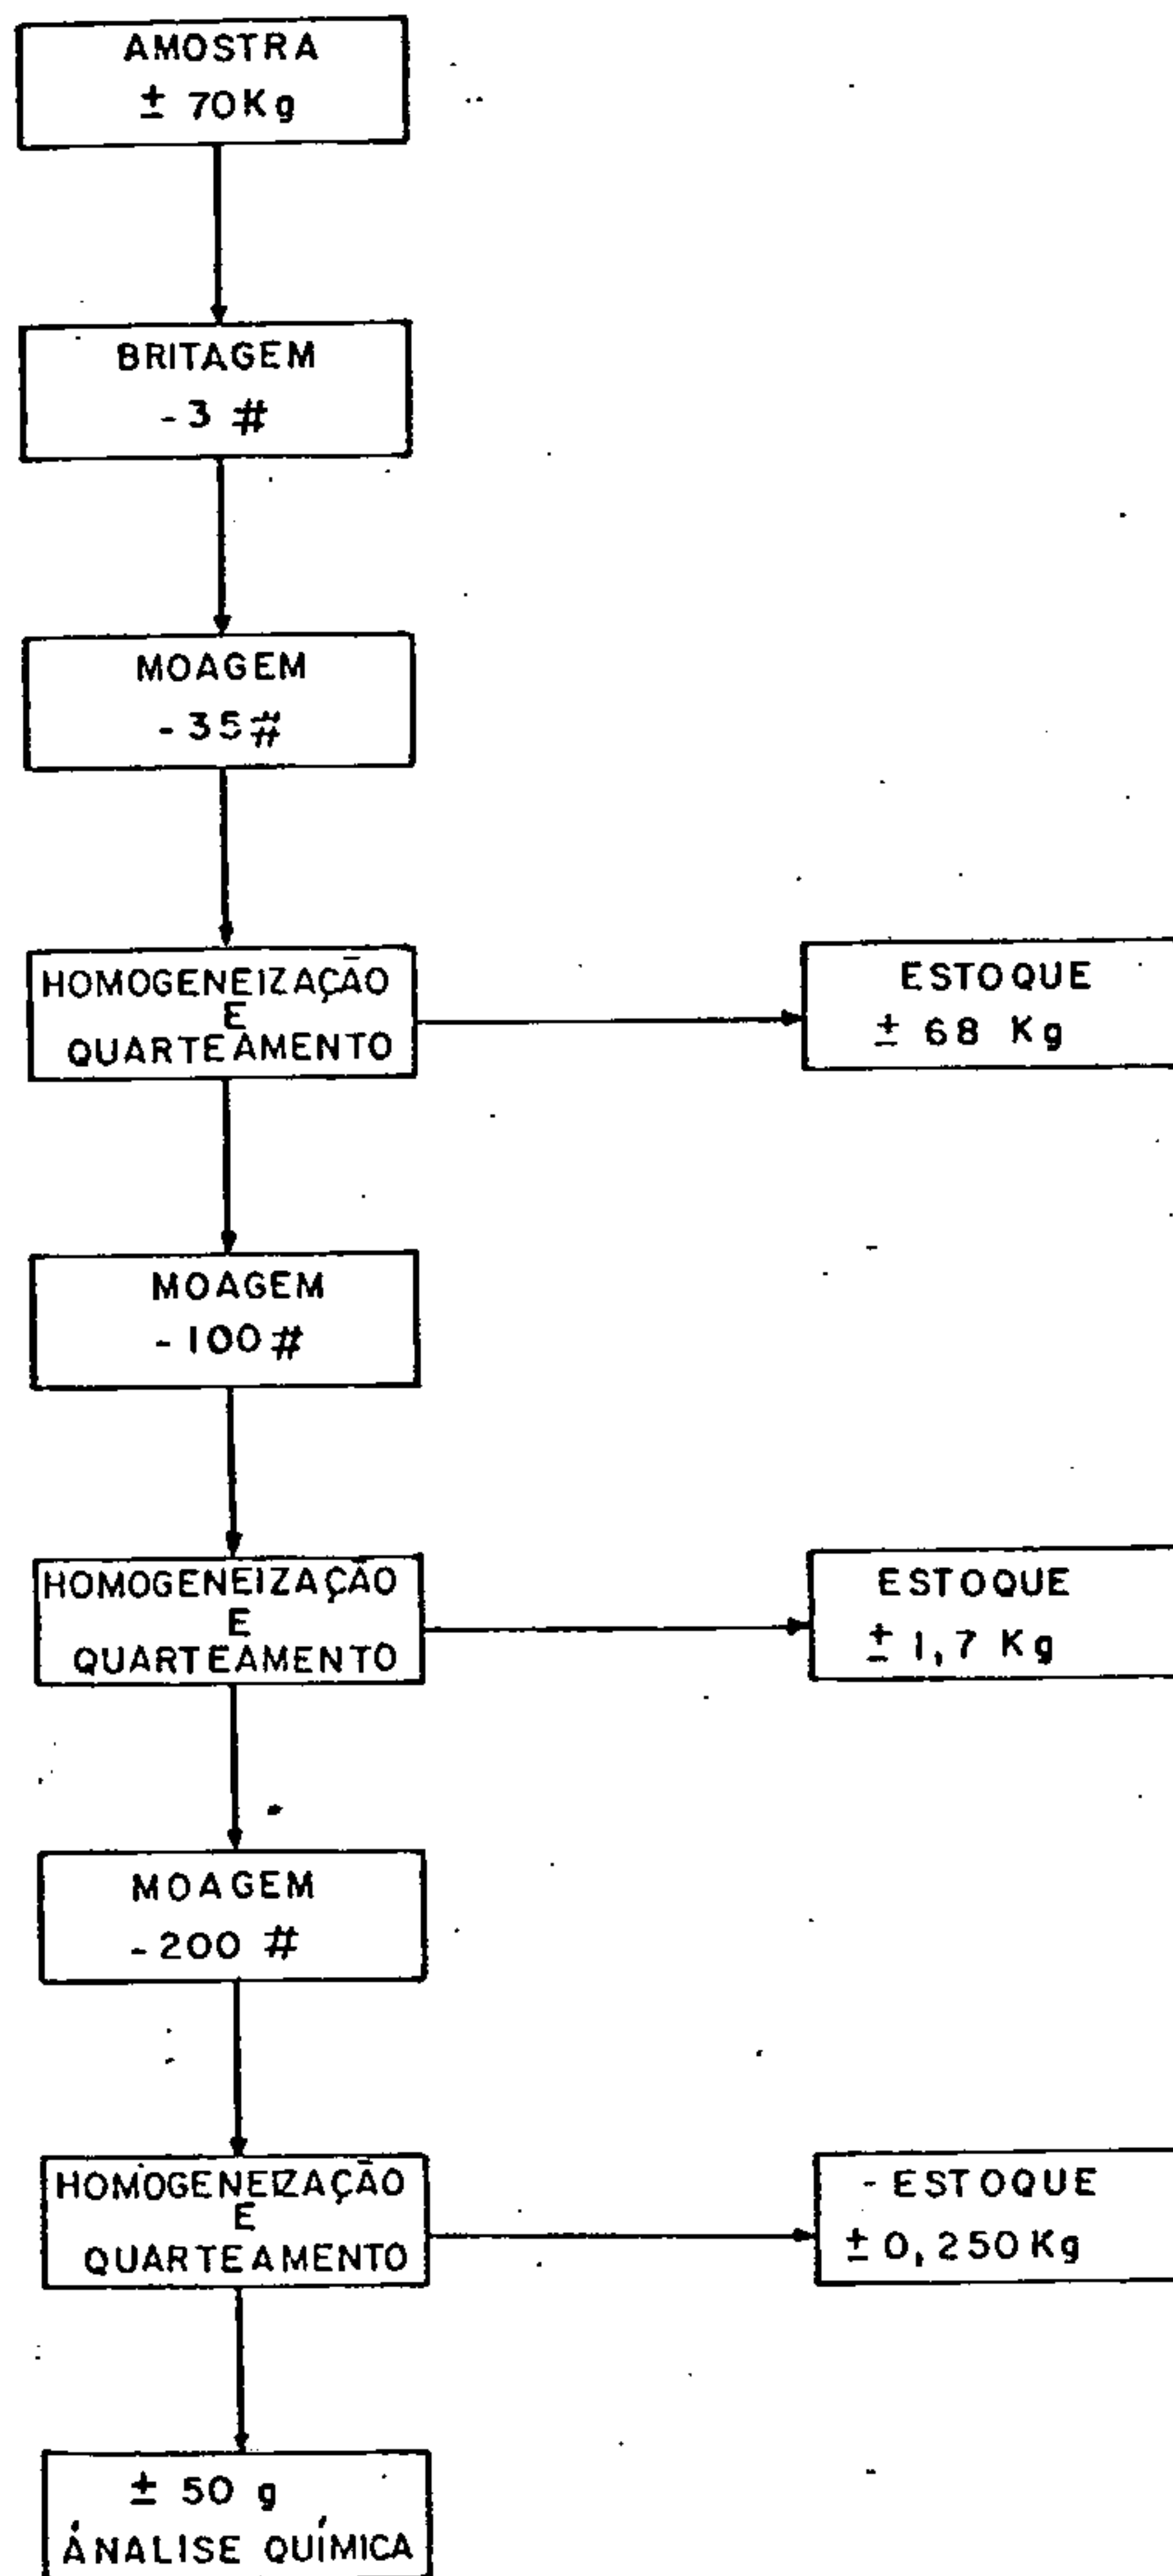 AMOSTRA
± 70Kg
BRITAGEM
-3 #
MOAGEM
-35#
HOMOGENEIZAÇÃO
E
QUARTEAMENTO
ESTOQUE
± 68 Kg
MOAGEM
-100#
HOMOGENEIZAÇÃO
E
QUARTEAMENTO
ESTOQUE
± 1,7 Kg
MOAGEM
-200 #
HOMOGENEIZAÇÃO
E
QUARTEAMENTO
- ESTOQUE
± 0,250 Kg
± 50 g
ÁNALISE QUÍMICA